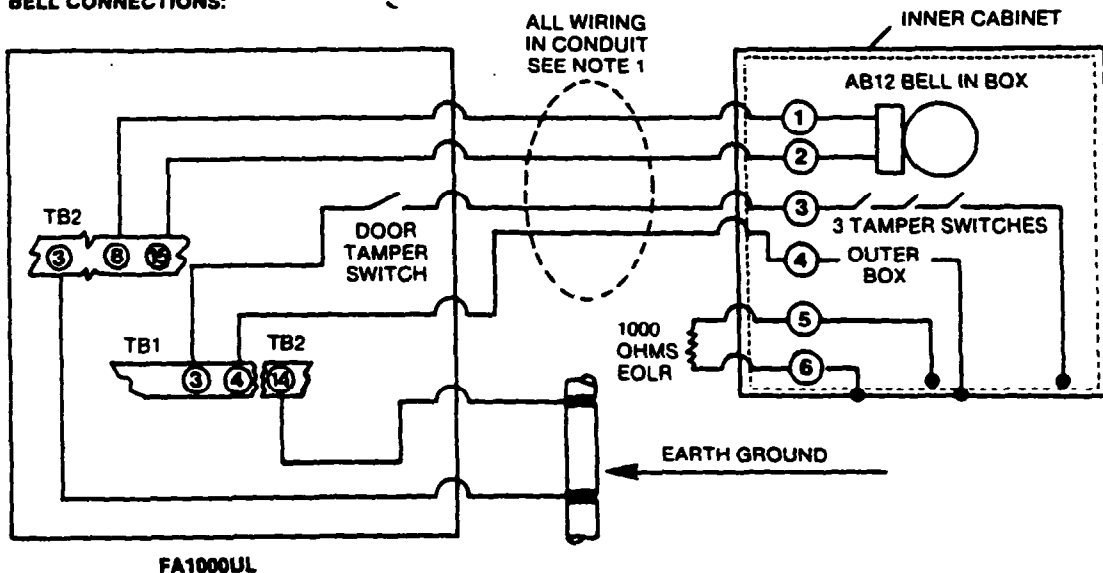 BELL CONNECTIONS:
ALL WIRING
IN CONDUIT
SEE NOTE 1
INNER CABINET
AB12 BELL IN BOX
1
2
3
3 TAMPER SWITCHES
4
OUTER
BOX
5
6
1000
OHMS
EOLR
TB2
3
8
15
DOOR
TAMPER
SWITCH
TB1
3
4
TB2
14
EARTH GROUND
FA1000UL